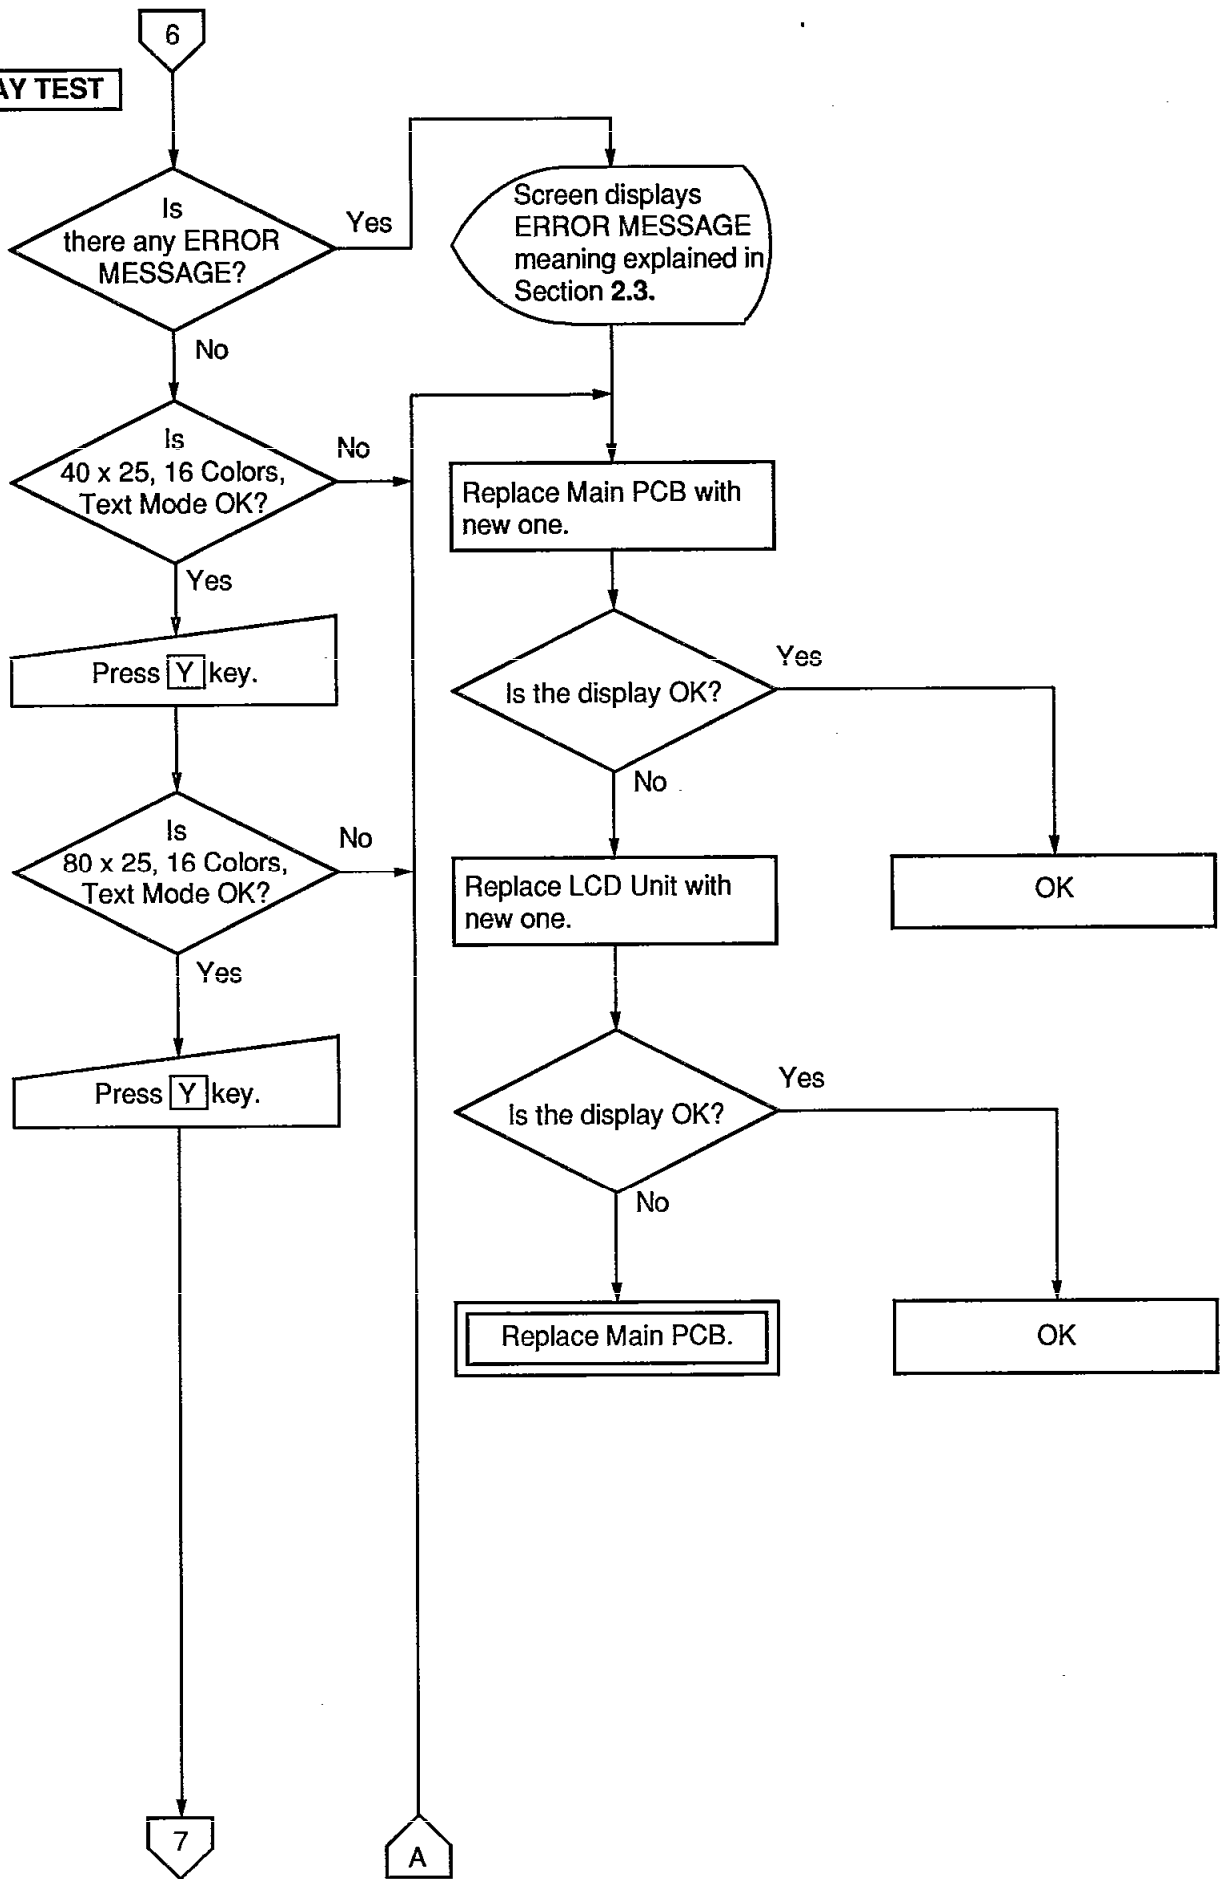 6
AY TEST
Is
there any ERROR
MESSAGE?
Yes
No
Screen displays
ERROR MESSAGE
meaning explained in
Section 2.3.
Is
40 x 25, 16 Colors,
Text Mode OK?
No
Yes
Press Y key.
Is
80 x 25, 16 Colors,
Text Mode OK?
No
Yes
Press Y key.
7
A
Replace Main PCB with
new one.
Is the display OK?
Yes
No
OK
Replace LCD Unit with
new one.
Is the display OK?
Yes
No
Replace Main PCB.
OK